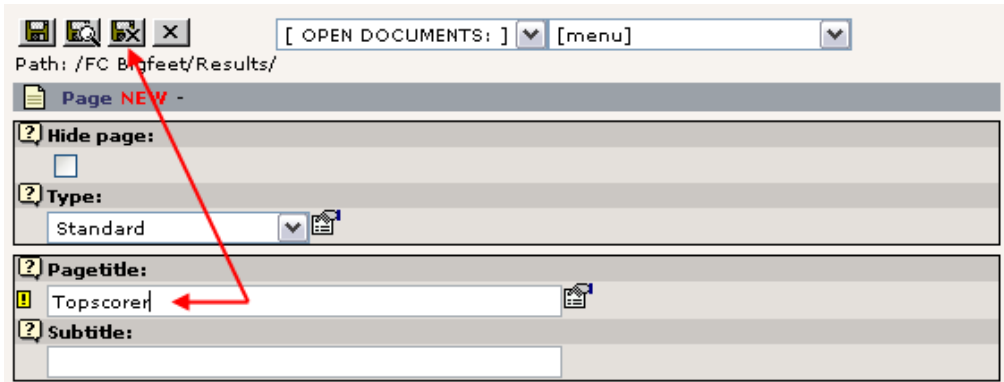 [ OPEN DOCUMENTS: ] [menu]
Path: /FC Bigfeet/Results/
Page NEW -
Hide page:
Type:
Standard
Pagetitle:
Topscorer
Subtitle: